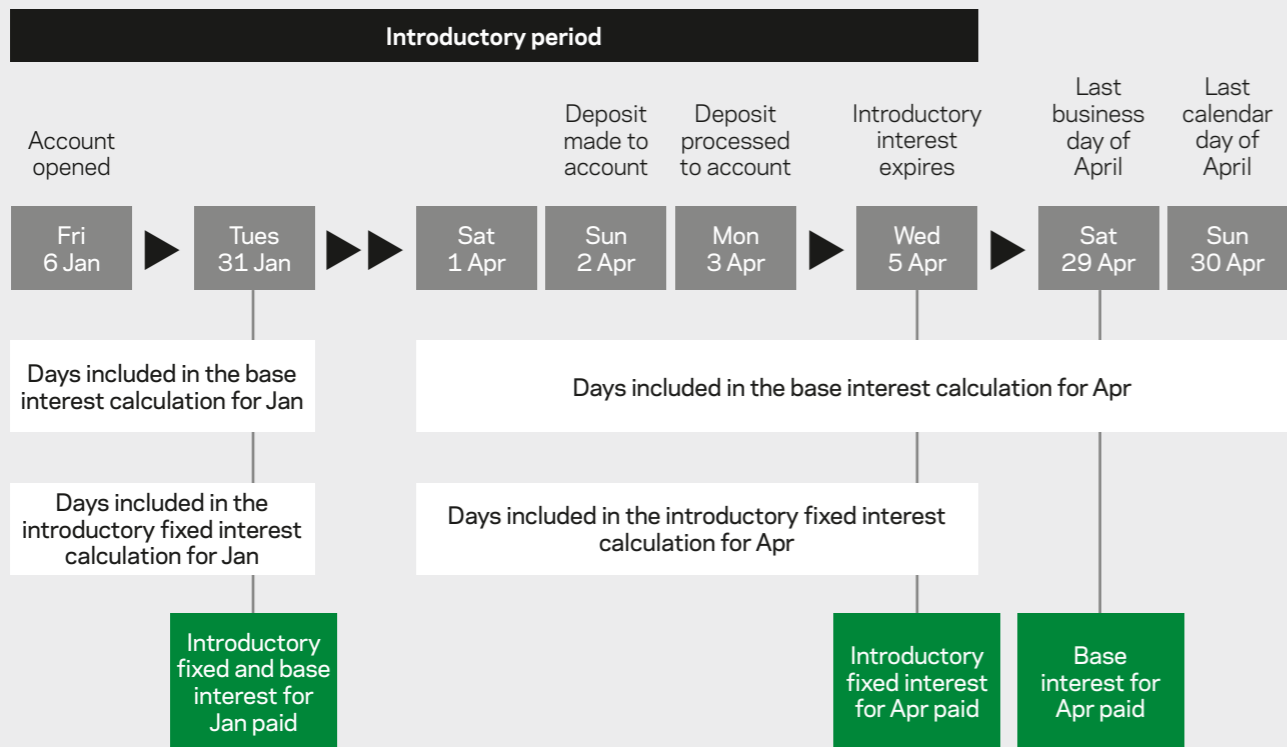 Introductory period
Account
opened
Deposit
made to
account
Deposit
processed
to account
Introductory
interest
expires
Last
business
day of
April
Last
calendar
day of
April
Fri
6 Jan
Tues
31 Jan
Sat
1 Apr
Sun
2 Apr
Mon
3 Apr
Wed
5 Apr
Sat
29 Apr
Sun
30 Apr
Days included in the base
interest calculation for Jan
Days included in the base interest calculation for Apr
Days included in the
introductory fixed interest
calculation for Jan
Days included in the introductory fixed interest
calculation for Apr
Introductory
fixed and base
interest for
Jan paid
Introductory
fixed interest
for Apr paid
Base
interest for
Apr paid